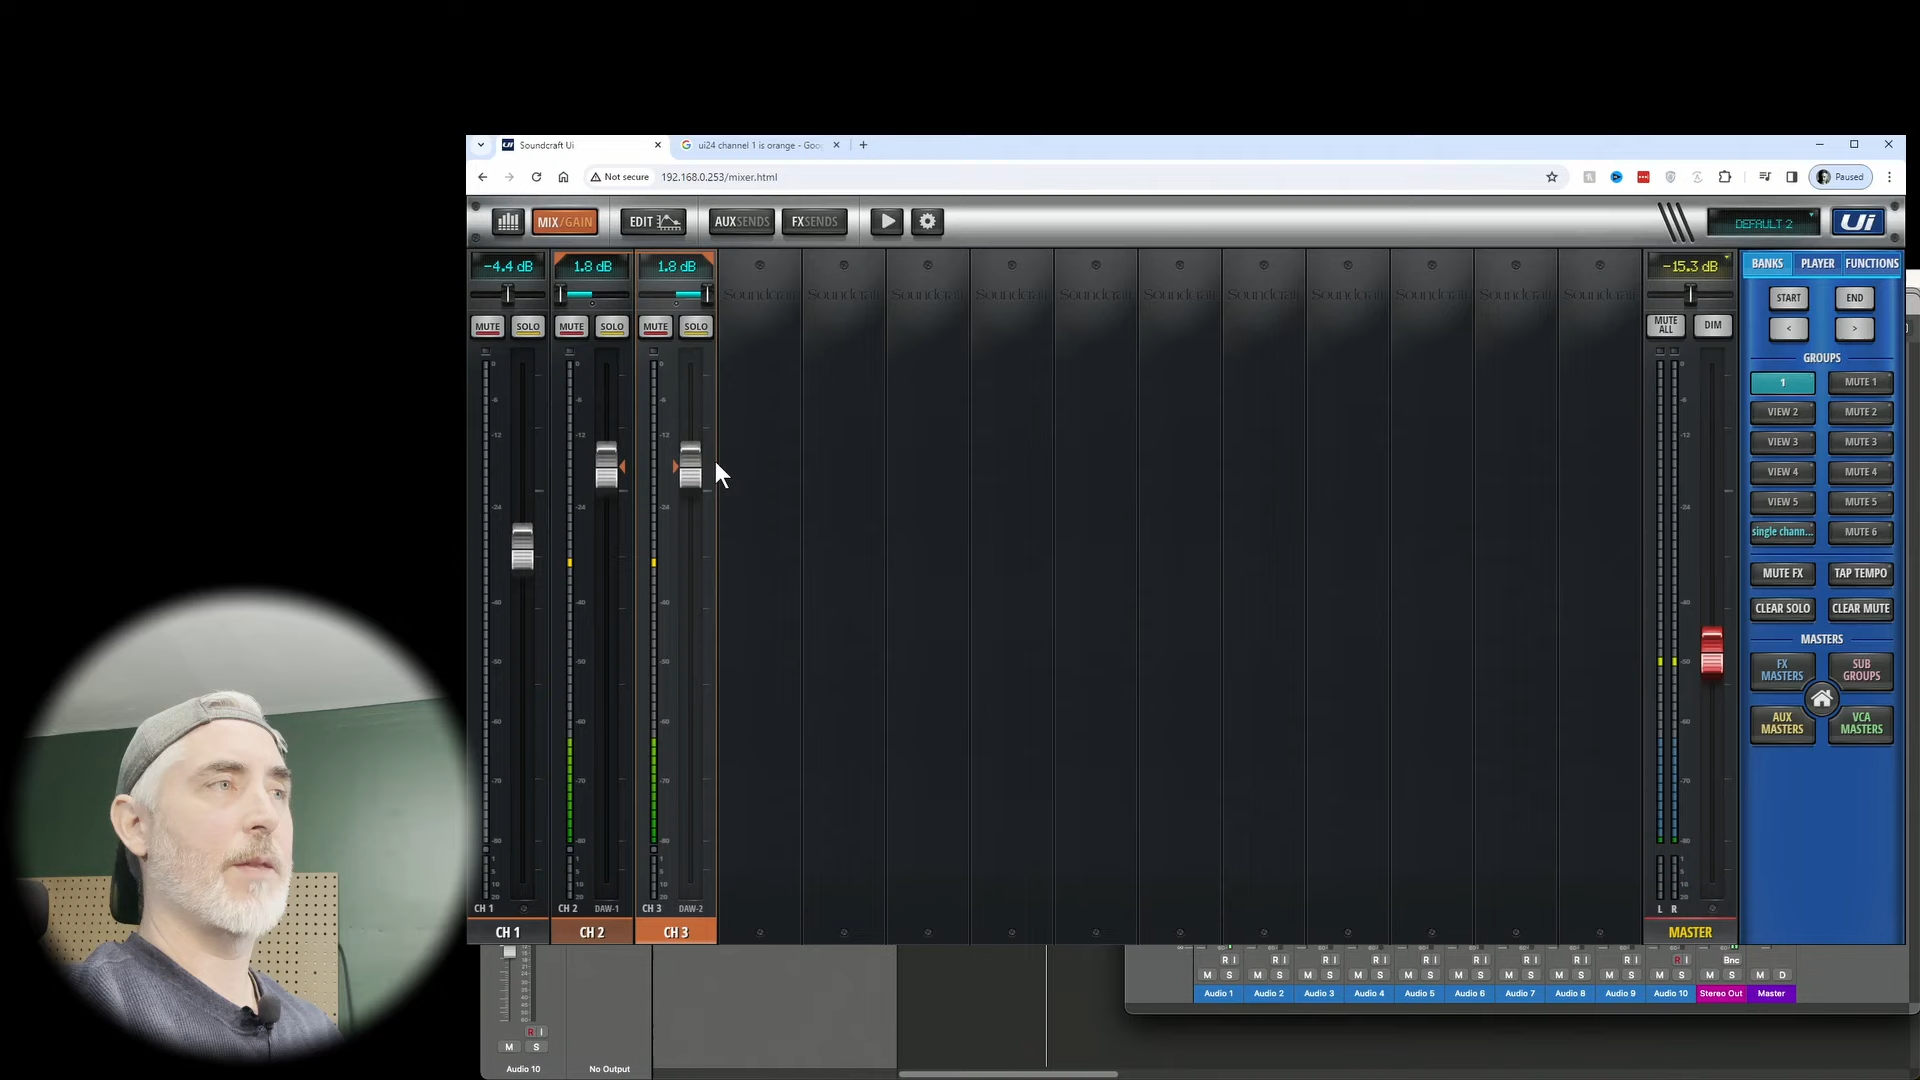 Soundcraft Ui
ui24 channel 1 is orange - Goo
Not secure
192.168.0.253/mixer.html
Paused
MIX/GAIN
EDIT
AUXSENDS
FXSENDS
DEFAULT 2
Ui
-4.4 dB
1.8 dB
1.8 dB
-15.3 dB
MUTE
SOLO
MUTE
SOLO
MUTE
SOLO
MUTE ALL
DIM
BANKS
PLAYER
FUNCTIONS
START
END
<
>
GROUPS
1
MUTE 1
VIEW 2
MUTE 2
VIEW 3
MUTE 3
VIEW 4
MUTE 4
VIEW 5
MUTE 5
single chann...
MUTE 6
MUTE FX
TAP TEMPO
CLEAR SOLO
CLEAR MUTE
MASTERS
FX MASTERS
SUB GROUPS
AUX MASTERS
VCA MASTERS
CH 1
CH 2
DAW-1
CH 3
DAW-2
L
R
CH 1
CH 2
CH 3
MASTER
Bnc
M
S
M
D
Audio 1
Audio 2
Audio 3
Audio 4
Audio 5
Audio 6
Audio 7
Audio 8
Audio 9
Audio 10
Stereo Out
Master
R
I
M
S
Audio 10
No Output